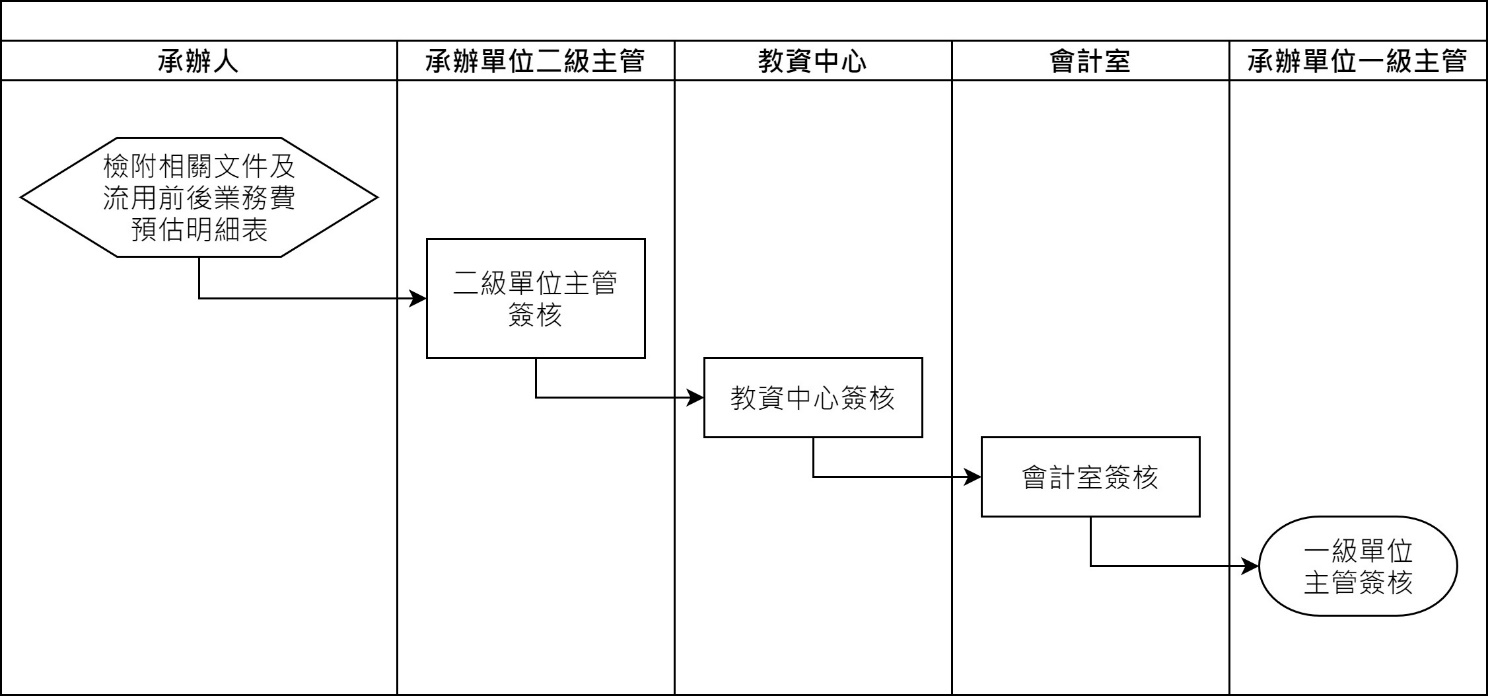 承辦人
承辦單位二級主管
教資中心
會計室
承辦單位一級主管
檢附相關文件及
流用前後業務費
預估明細表
二級單位主管
簽核
教資中心簽核
會計室簽核
一級單位
主管簽核